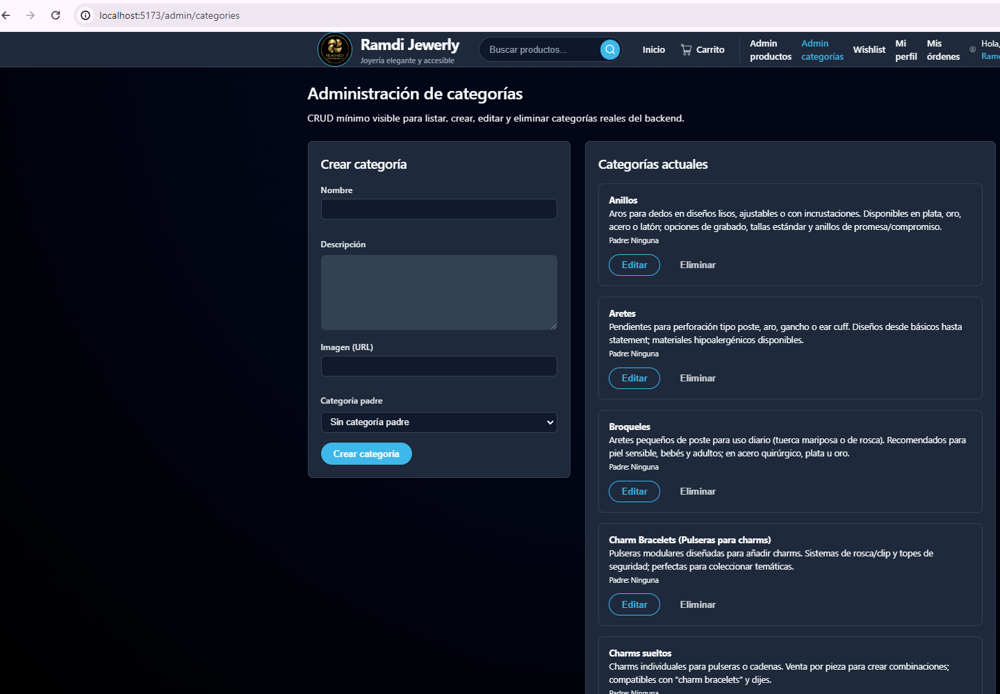 localhost:5173/admin/categories
RAMDI
JEWERLY
Ramdi Jewerly
Joyería elegante y accesible
Buscar productos...
Inicio
Carrito
Admin
productos
Admin
categorías
Wishlist
Mi
perfil
Mis
órdenes
Hola,
Administración de categorías
CRUD mínimo visible para listar, crear, editar y eliminar categorías reales del backend.
Crear categoría
Nombre
Descripción
Imagen (URL)
Categoría padre
Sin categoría padre
Crear categoría
Categorías actuales
Anillos
Aros para dedos en diseños lisos, ajustables o con incrustaciones. Disponibles en plata, oro,
acero o latón; opciones de grabado, tallas estándar y anillos de promesa/compromiso.
Padre: Ninguna
Editar
Eliminar
Aretes
Pendientes para perforación tipo poste, aro, gancho o ear cuff. Diseños desde básicos hasta
statement; materiales hipoalergénicos disponibles.
Padre: Ninguna
Editar
Eliminar
Broqueles
Aretes pequeños de poste para uso diario (tuerca mariposa o de rosca). Recomendados para
piel sensible, bebés y adultos; en acero quirúrgico, plata u oro.
Padre: Ninguna
Editar
Eliminar
Charm Bracelets (Pulseras para charms)
Pulseras modulares diseñadas para añadir charms. Sistemas de rosca/clip y topes de
seguridad; perfectas para coleccionar temáticas.
Padre: Ninguna
Editar
Eliminar
Charms sueltos
Charms individuales para pulseras o cadenas. Venta por pieza para crear combinaciones;
compatibles con “charm bracelets” y dijes.
Padre: Ninguna